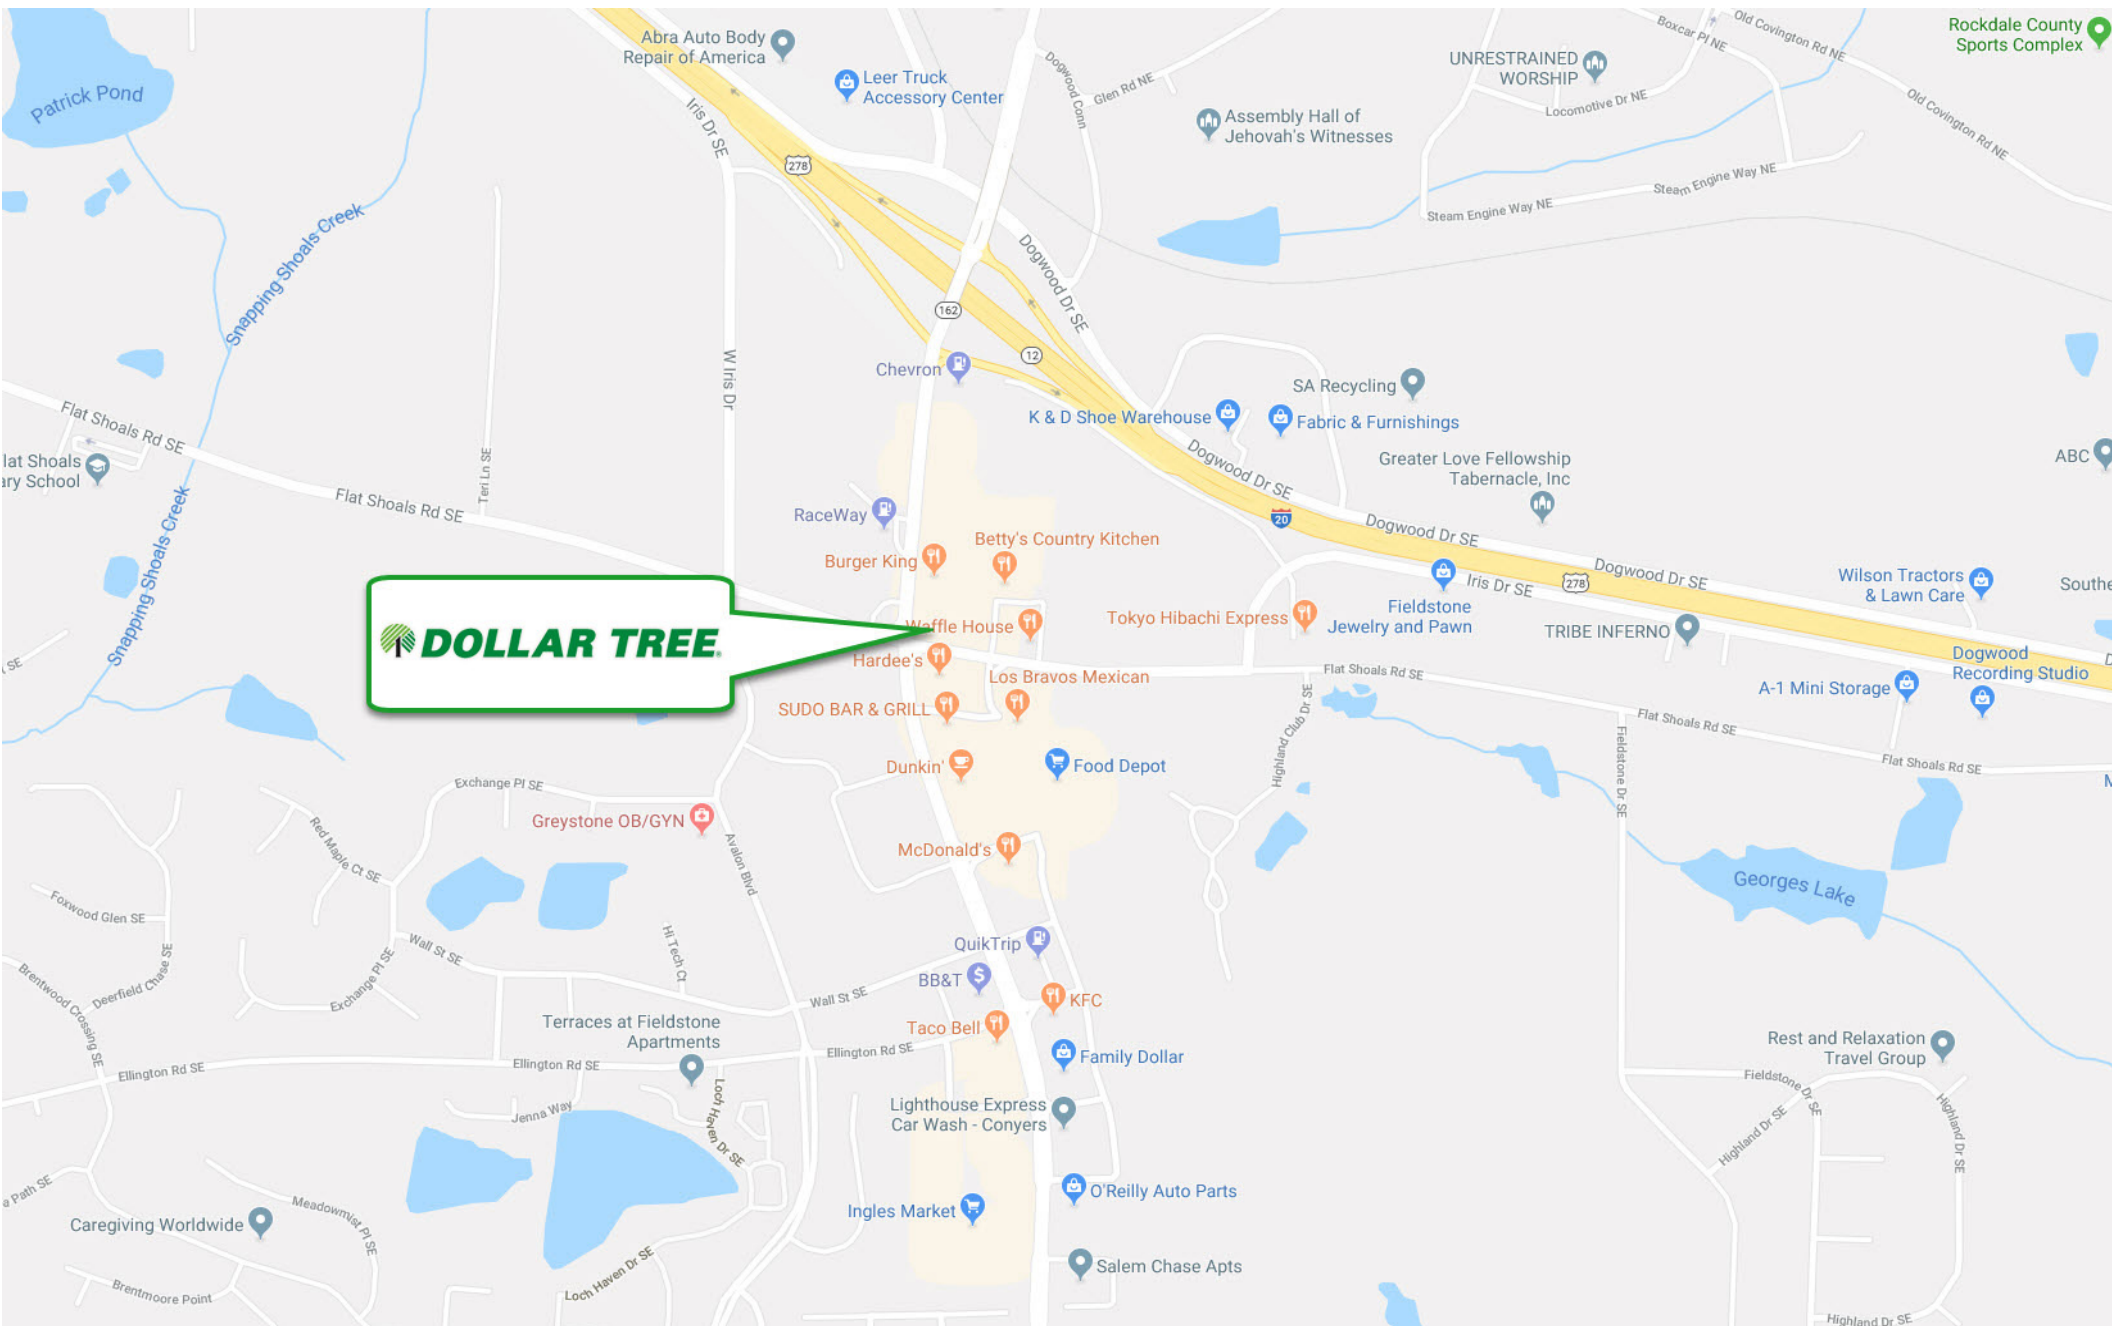 Abra Auto Body
Repair of America
Leer Truck
Accessory Center
Dogwood Conn
Glen Rd NE
UNRESTRAINED
WORSHIP
Boxcar Pl NE
Old Covington Rd NE
Rockdale County
Sports Complex
Patrick Pond
Iris Dr SE
278
Assembly Hall of
Jehovah's Witnesses
Locomotive Dr NE
Old Covington Rd NE
Steam Engine Way NE
Steam Engine Way NE
Snapping Shoals Creek
Dogwood Dr SE
162
12
W Iris Dr
Chevron
SA Recycling
K & D Shoe Warehouse
Fabric & Furnishings
Flat Shoals Rd SE
lat Shoals
ary School
Teri Ln SE
Flat Shoals Rd SE
Dogwood Dr SE
Greater Love Fellowship
Tabernacle, Inc
ABC
RaceWay
20
Dogwood Dr SE
Betty's Country Kitchen
Burger King
Snapping Shoals Creek
Iris Dr SE
278
Dogwood Dr SE
Wilson Tractors
& Lawn Care
Southe
Fieldstone
Jewelry and Pawn
Tokyo Hibachi Express
Waffle House
TRIBE INFERNO
DOLLAR TREE
Hardee's
SE
Los Bravos Mexican
Flat Shoals Rd SE
Dogwood
Recording Studio
D
A-1 Mini Storage
SUDO BAR & GRILL
Highland Club Dr SE
Flat Shoals Rd SE
Fieldstone Dr SE
Flat Shoals Rd SE
Dunkin'
Food Depot
Exchange Pl SE
Greystone OB/GYN
Red Maple Ct SE
Avalon Blvd
McDonald's
Georges Lake
Foxwood Glen SE
Hi Tech Ct
Wall St SE
QuikTrip
BB&T
Brentwood Crossing SE
Deerfield Chase SE
Exchange Pl SE
Wall St SE
KFC
Taco Bell
Terraces at Fieldstone
Apartments
Ellington Rd SE
Family Dollar
Rest and Relaxation
Travel Group
Ellington Rd SE
Ellington Rd SE
Fieldstone Dr SE
Jenna Way
Loch Haven Dr SE
Lighthouse Express
Car Wash - Conyers
Highland Dr SE
Highland Dr SE
e Path SE
Meadowmist Pl SE
O'Reilly Auto Parts
Ingles Market
Caregiving Worldwide
Salem Chase Apts
Loch Haven Dr SE
Brentmoore Point
Highland Dr SE